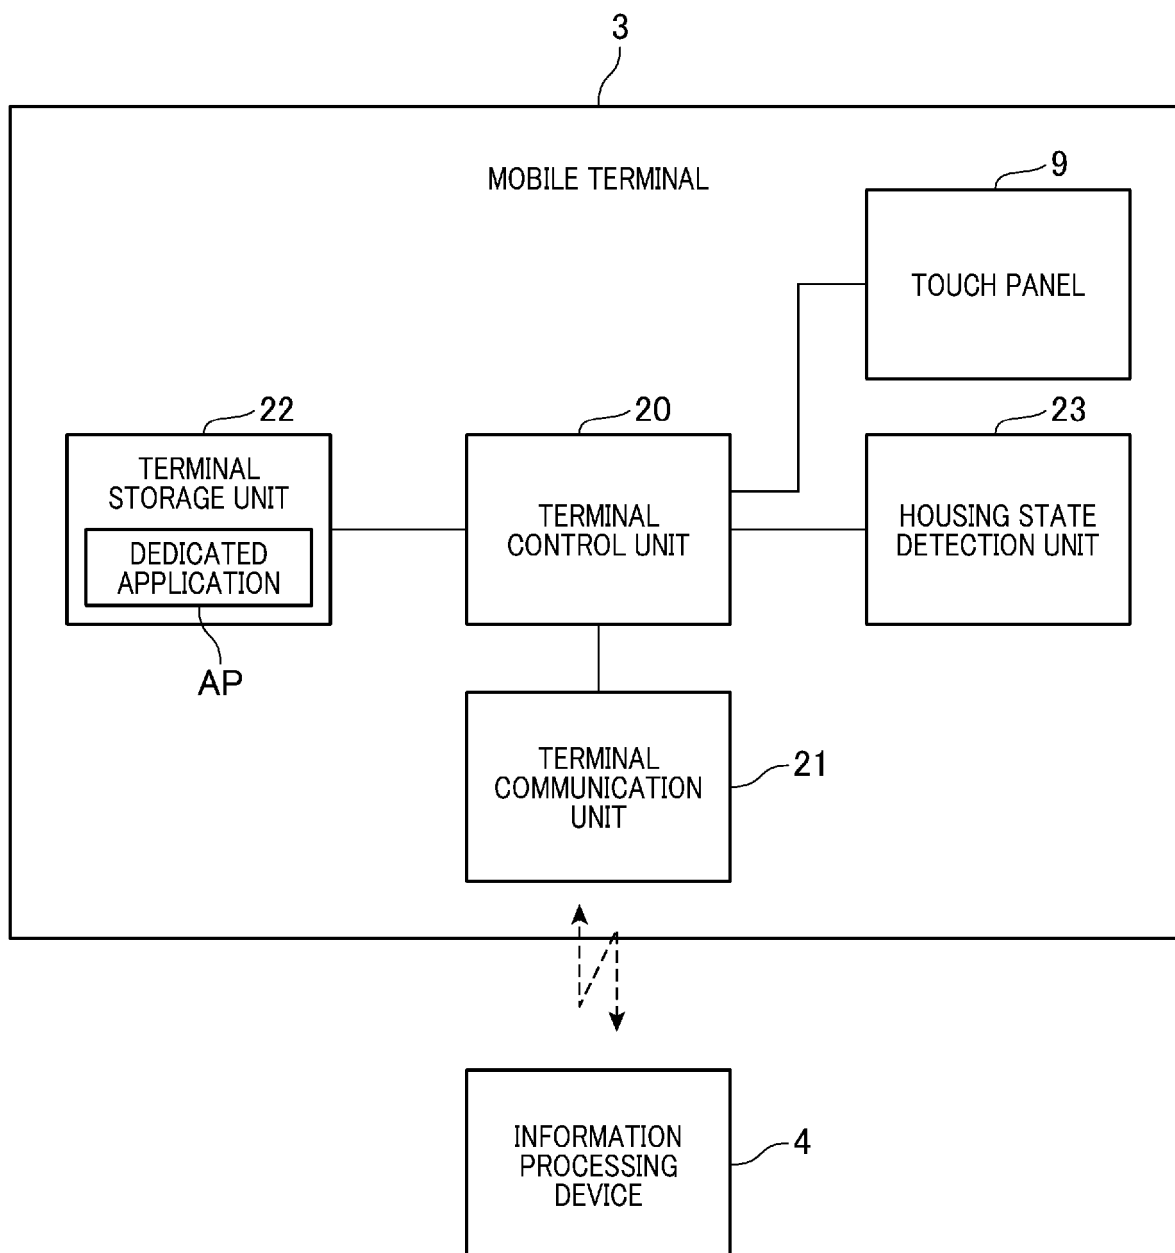 3
MOBILE TERMINAL
9
TOUCH PANEL
22
TERMINAL
STORAGE UNIT
DEDICATED
APPLICATION
AP
20
TERMINAL
CONTROL UNIT
23
HOUSING STATE
DETECTION UNIT
TERMINAL
COMMUNICATION
UNIT
21
INFORMATION
PROCESSING
DEVICE
4